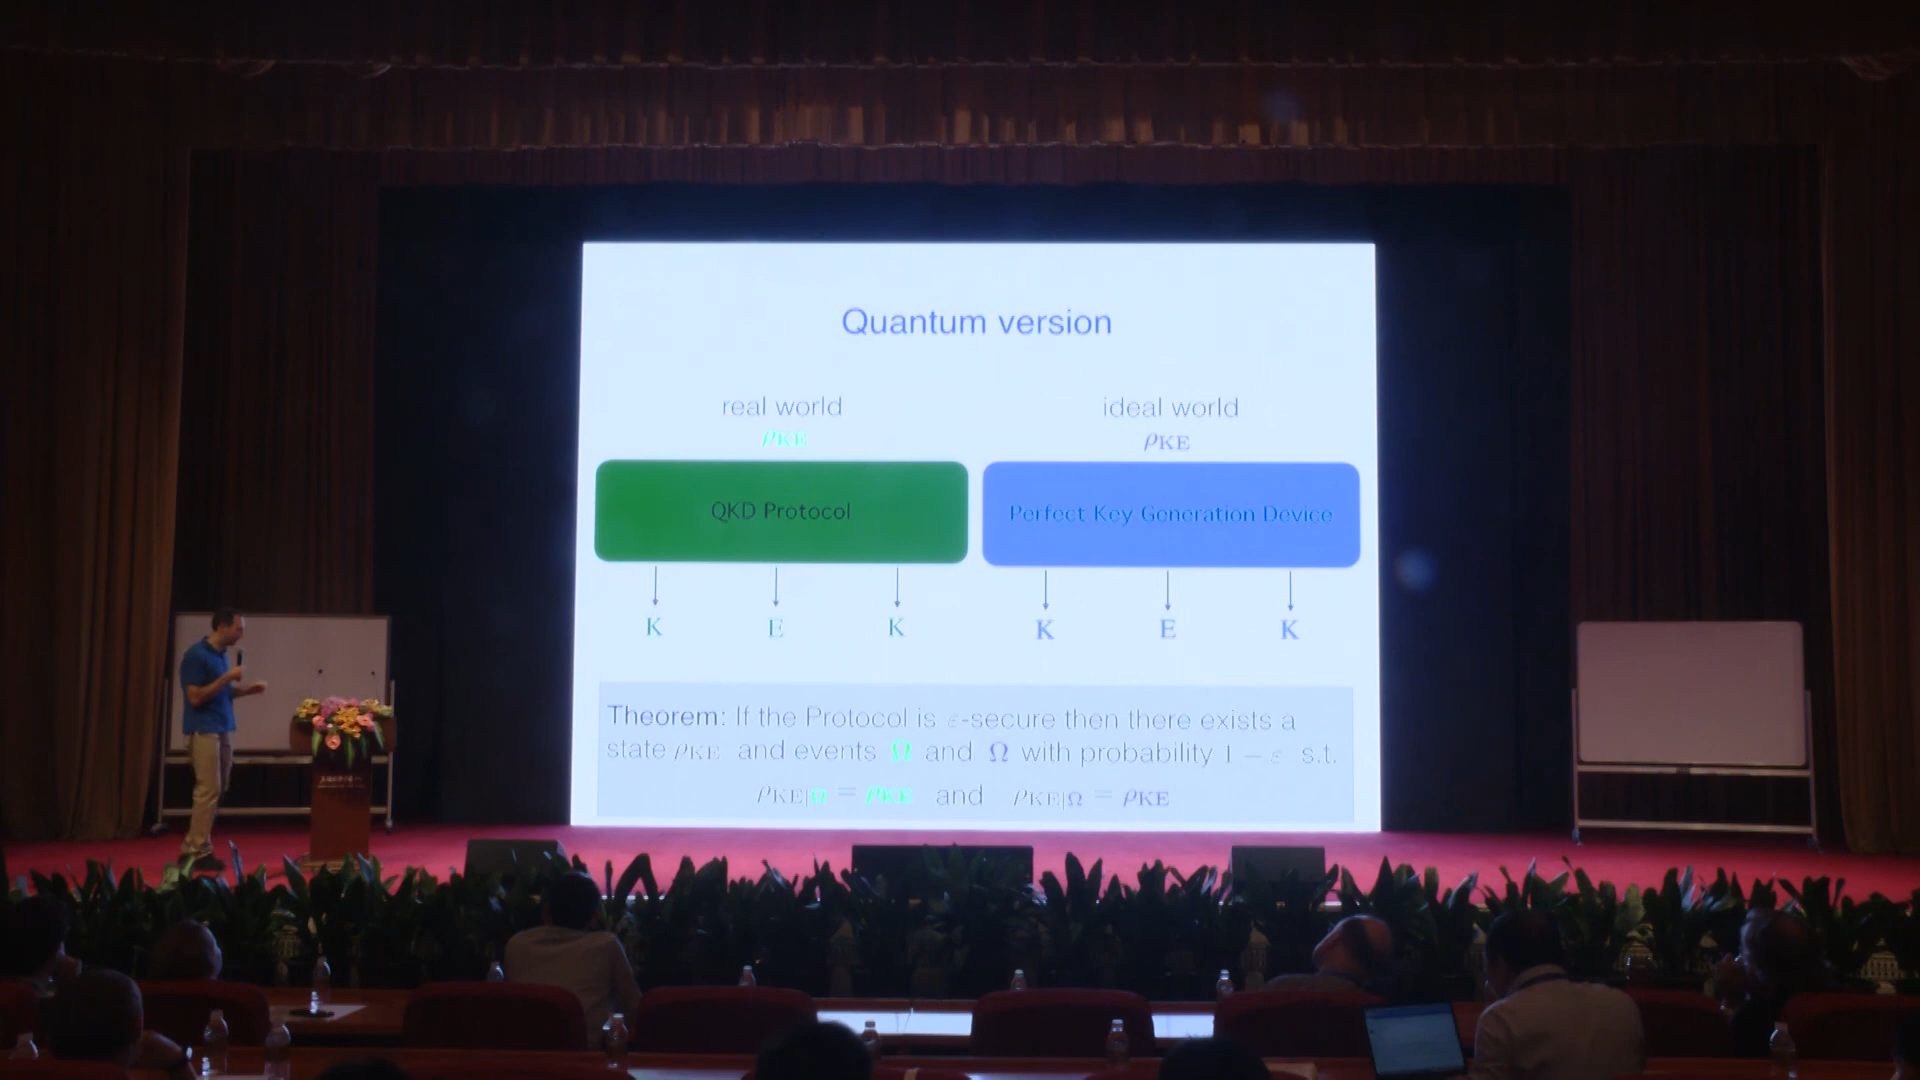 Quantum version
real world
ideal world
ρKE
ρKE
QKD Protocol
Perfect Key Generation Device
K E K
K E K
Theorem: If the Protocol is ε-secure then there exists a
state ρKE and events Ω and Ω with probability 1 − ε s.t.
ρKE|Ω = ρKE and ρKE|Ω = ρKE